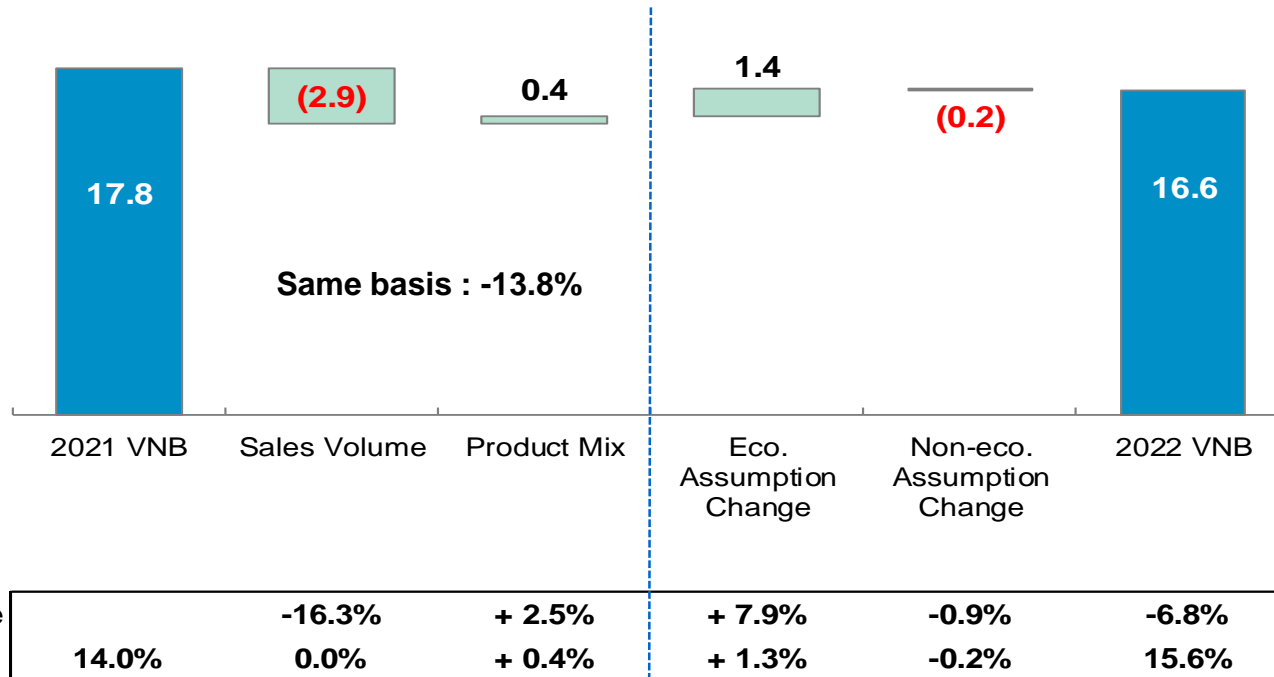 (2.9)
0.4
1.4
(0.2)
17.8
16.6
Same basis : -13.8%
2021 VNB
Sales Volume
Product Mix
Eco.
Assumption
Change
Non-eco.
Assumption
Change
2022 VNB
-16.3% + 2.5% + 7.9% -0.9% -6.8%
14.0% 0.0% + 0.4% + 1.3% -0.2% 15.6%